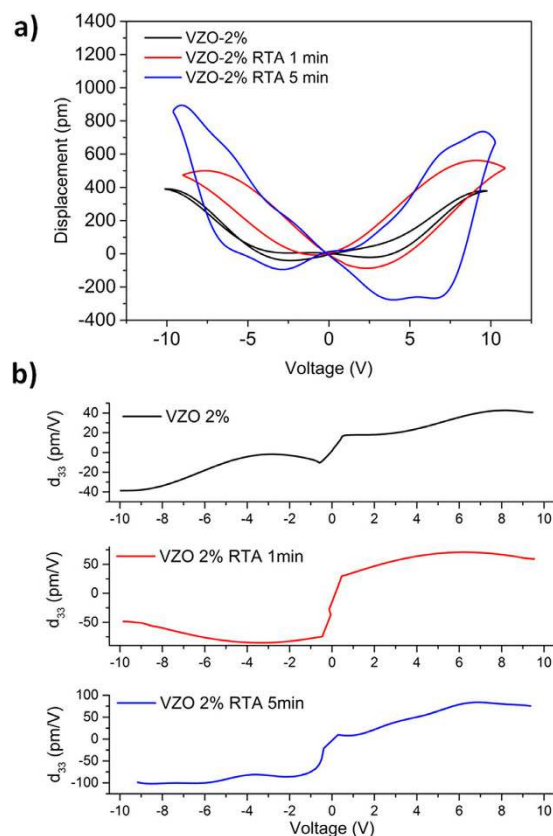 a)
1400
1200
1000
800
600
400
200
0
-200
-400
Displacement (pm)
VZO-2%
VZO-2% RTA 1 min
VZO-2% RTA 5 min
-10 -5 0 5 10
Voltage (V)
b)
40
20
0
-20
-40
d33 (pm/V)
VZO 2%
-10 -8 -6 -4 -2 0 2 4 6 8 10
50
0
-50
d33 (pm/V)
VZO 2% RTA 1min
-10 -8 -6 -4 -2 0 2 4 6 8 10
100
50
0
-50
-100
d33 (pm/V)
VZO 2% RTA 5min
-10 -8 -6 -4 -2 0 2 4 6 8 10
Voltage (V)